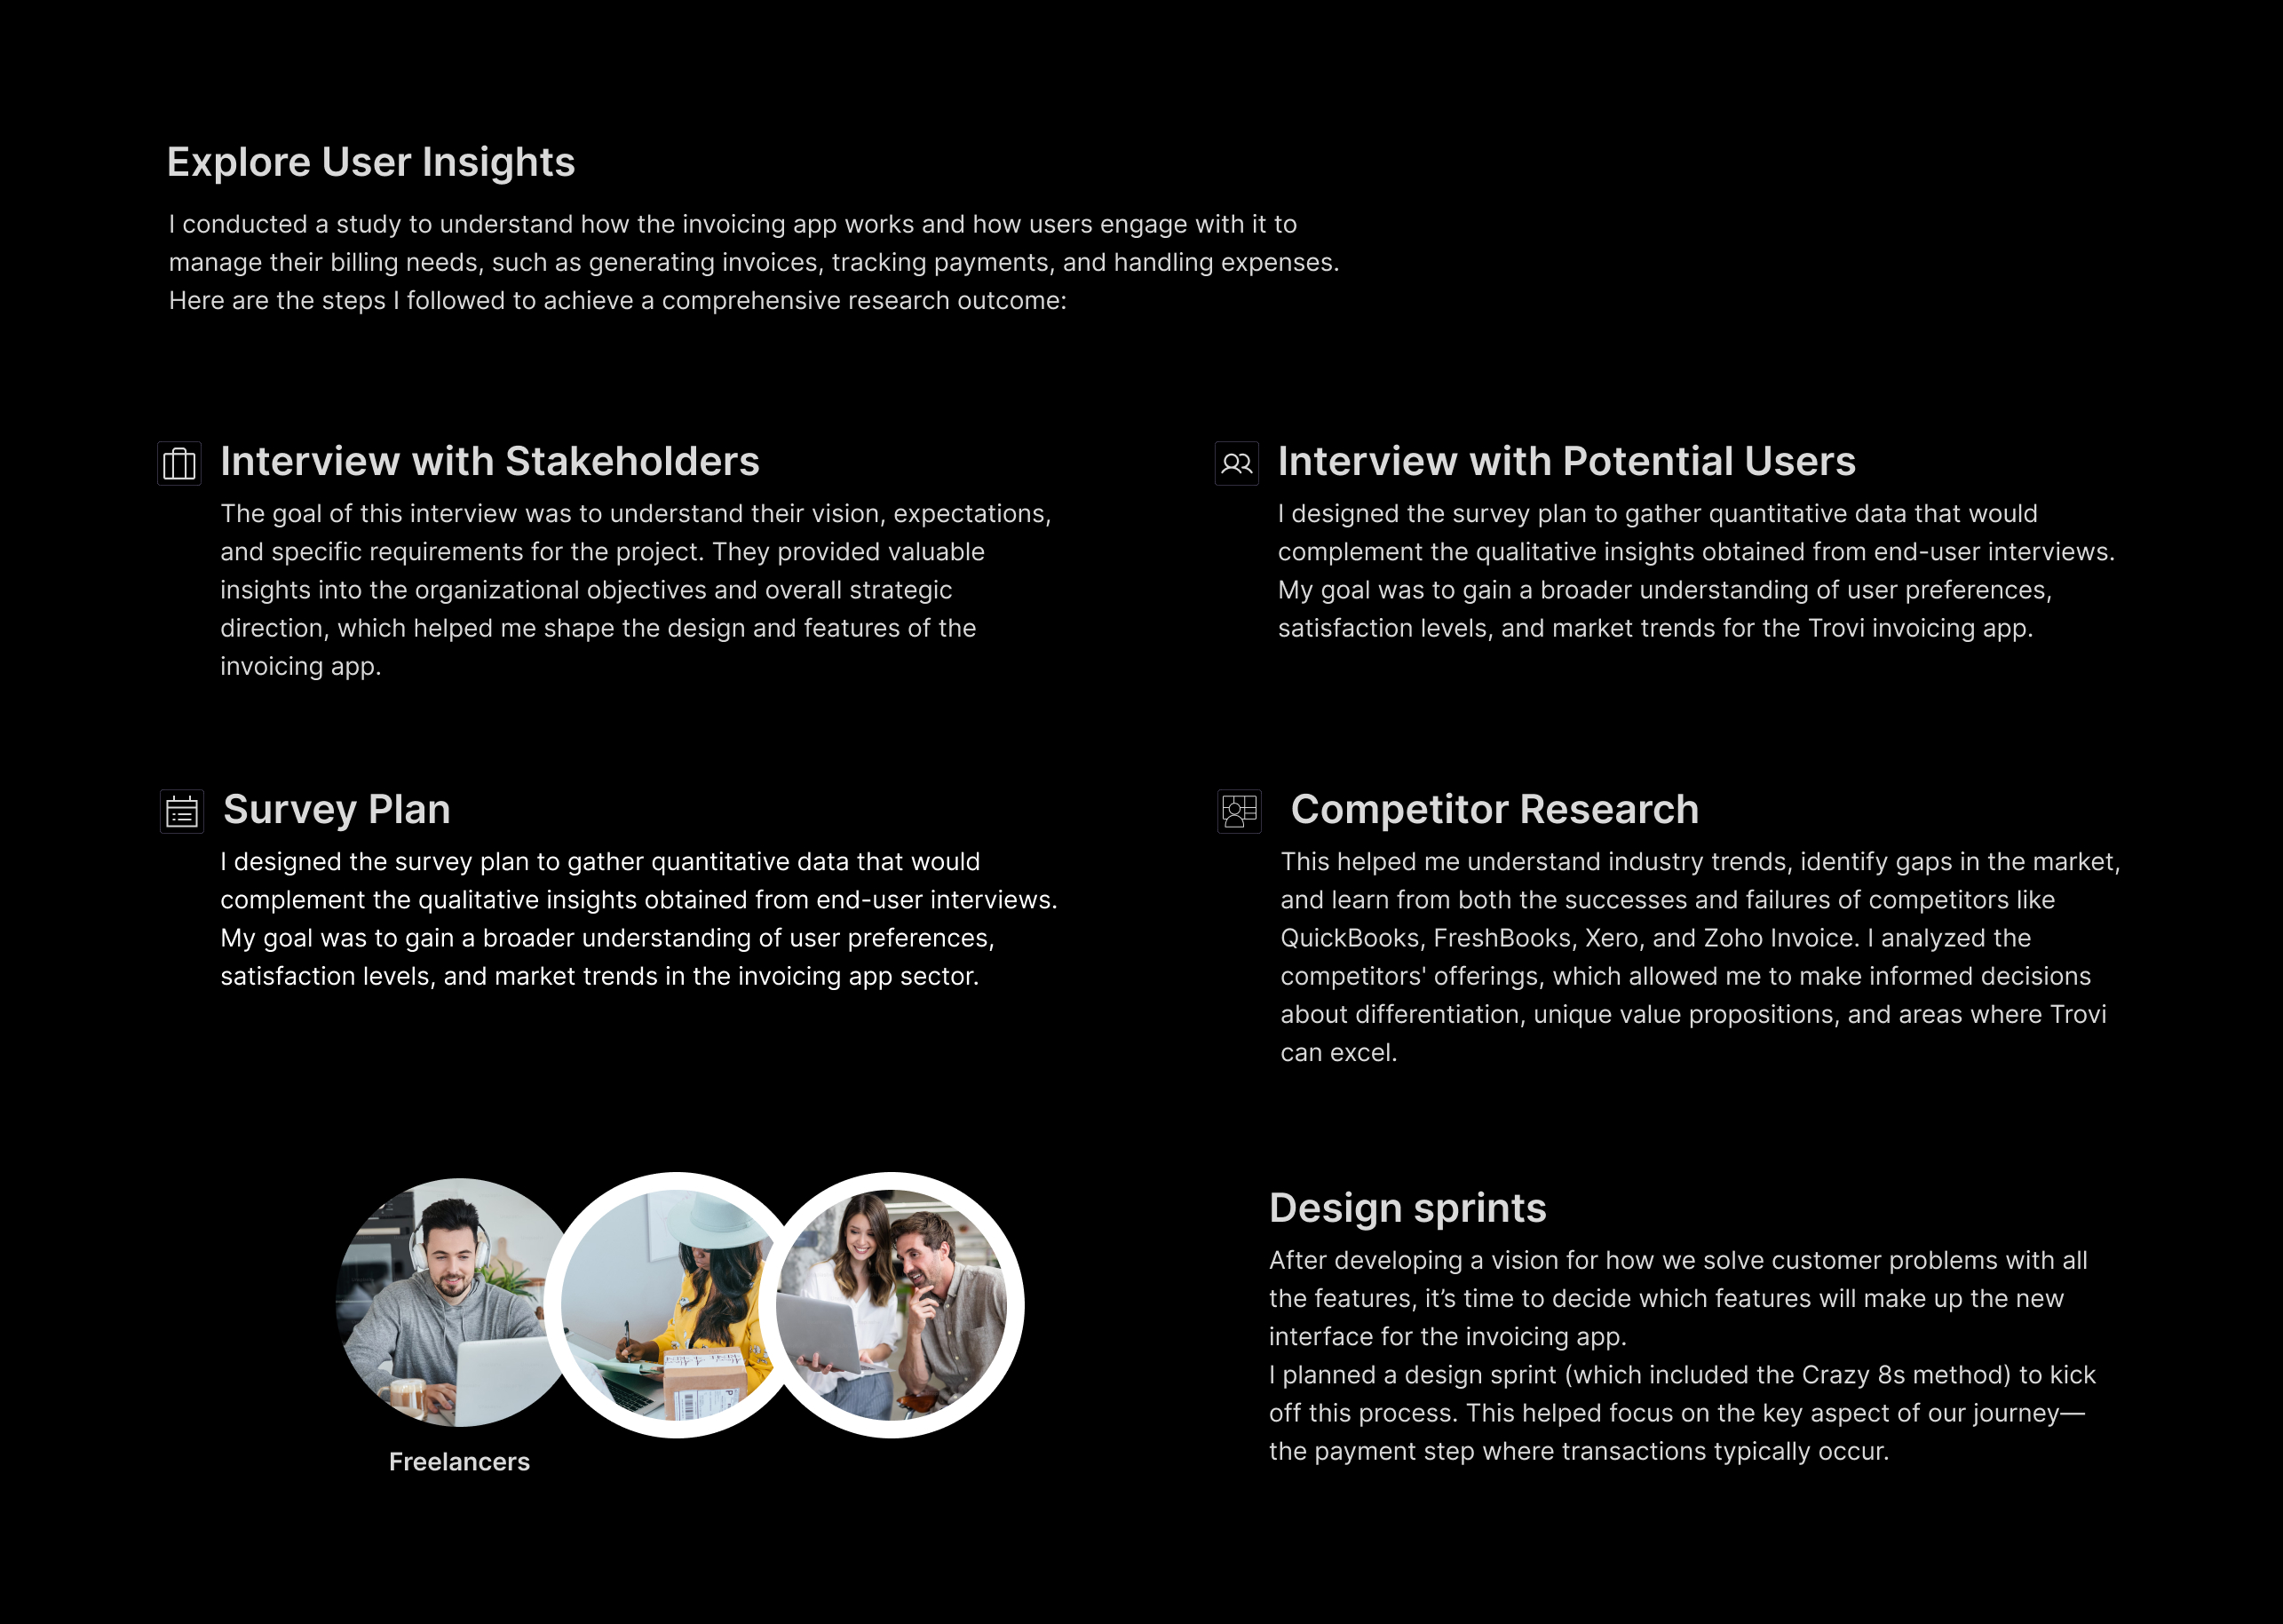 Explore User Insights
I conducted a study to understand how the invoicing app works and how users engage with it to
manage their billing needs, such as generating invoices, tracking payments, and handling expenses.
Here are the steps I followed to achieve a comprehensive research outcome:
Interview with Stakeholders
The goal of this interview was to understand their vision, expectations,
and specific requirements for the project. They provided valuable
insights into the organizational objectives and overall strategic
direction, which helped me shape the design and features of the
invoicing app.
Interview with Potential Users
I designed the survey plan to gather quantitative data that would
complement the qualitative insights obtained from end-user interviews.
My goal was to gain a broader understanding of user preferences,
satisfaction levels, and market trends for the Trovi invoicing app.
Survey Plan
I designed the survey plan to gather quantitative data that would
complement the qualitative insights obtained from end-user interviews.
My goal was to gain a broader understanding of user preferences,
satisfaction levels, and market trends in the invoicing app sector.
Competitor Research
This helped me understand industry trends, identify gaps in the market,
and learn from both the successes and failures of competitors like
QuickBooks, FreshBooks, Xero, and Zoho Invoice. I analyzed the
competitors' offerings, which allowed me to make informed decisions
about differentiation, unique value propositions, and areas where Trovi
can excel.
Freelancers
Design sprints
After developing a vision for how we solve customer problems with all
the features, it’s time to decide which features will make up the new
interface for the invoicing app.
I planned a design sprint (which included the Crazy 8s method) to kick
off this process. This helped focus on the key aspect of our journey—
the payment step where transactions typically occur.